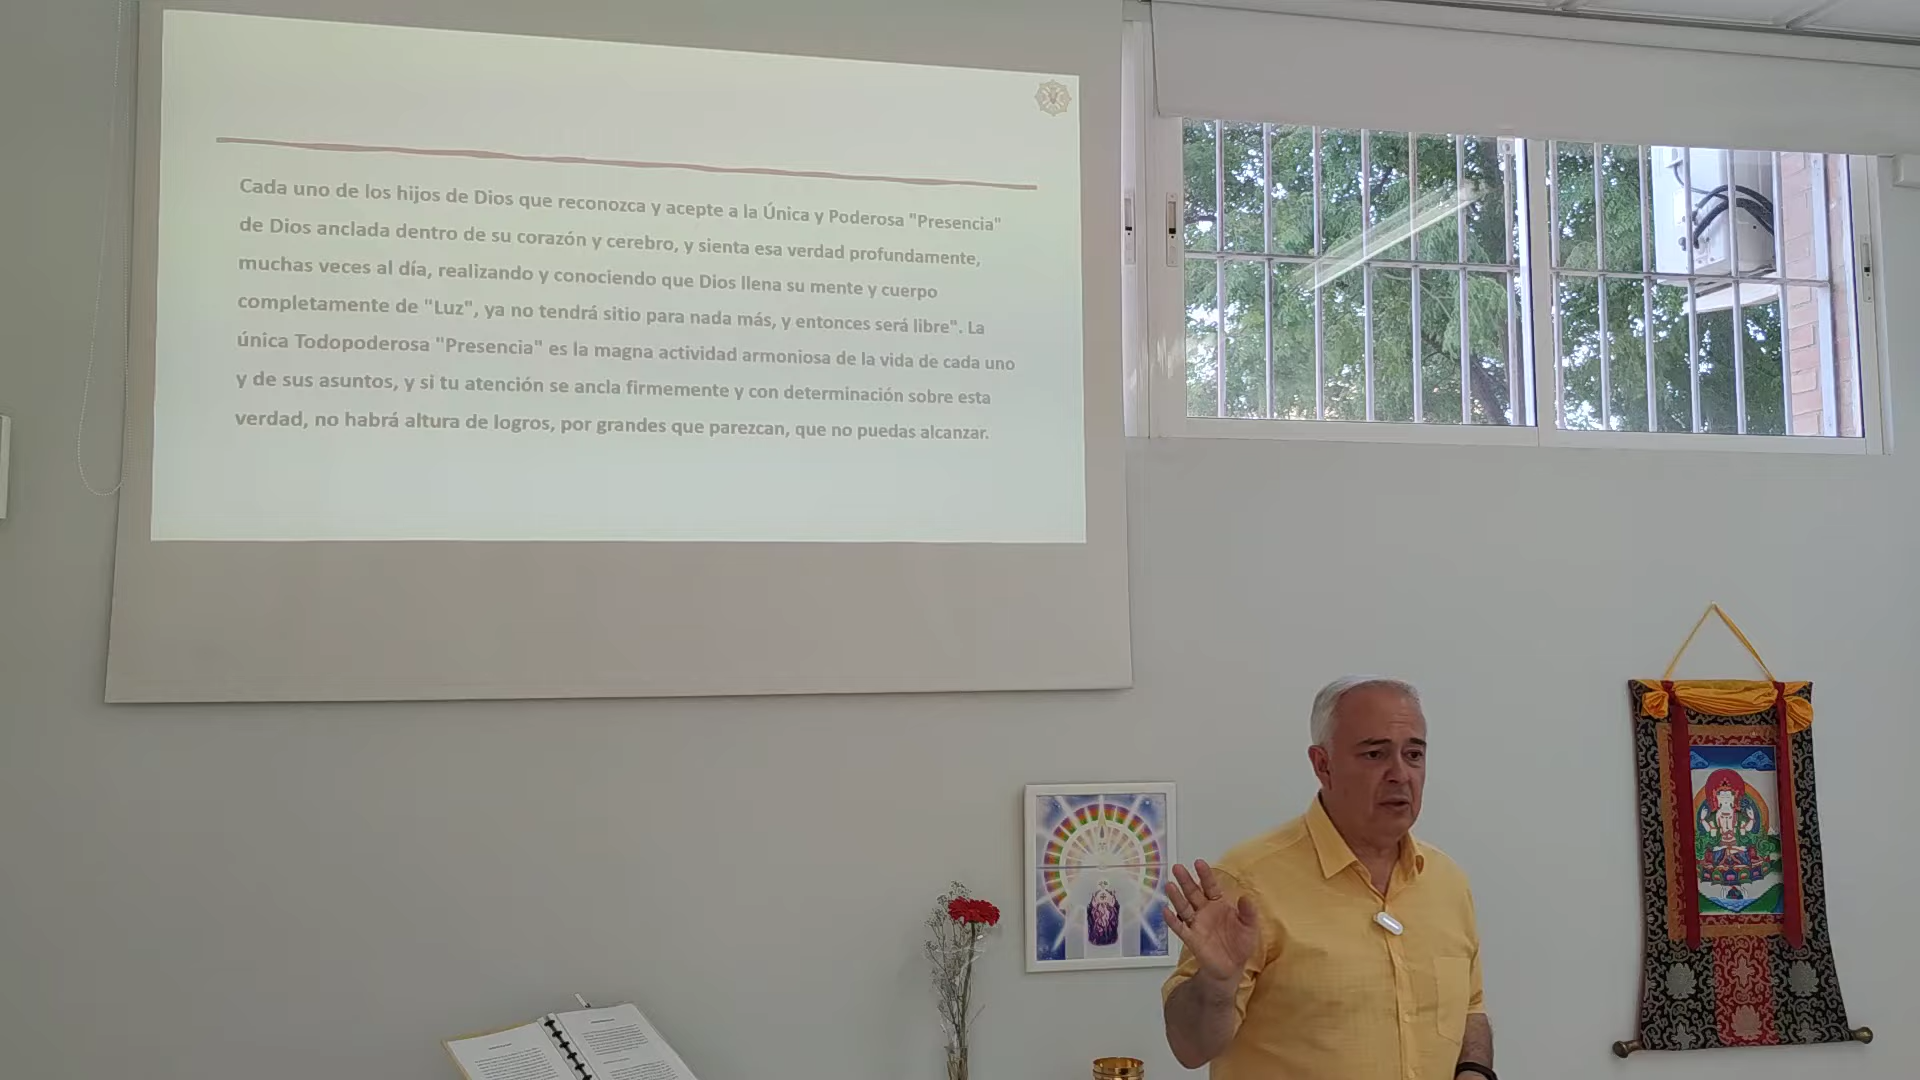 Cada uno de los hijos de Dios que reconozca y acepte a la Única y Poderosa "Presencia"
de Dios anclada dentro de su corazón y cerebro, y sienta esa verdad profundamente,
muchas veces al día, realizando y conociendo que Dios llena su mente y cuerpo
completamente de "Luz", ya no tendrá sitio para nada más, y entonces será libre". La
única Todopoderosa "Presencia" es la magna actividad armoniosa de la vida de cada uno
y de sus asuntos, y si tu atención se ancla firmemente y con determinación sobre esta
verdad, no habrá altura de logros, por grandes que parezcan, que no puedas alcanzar.